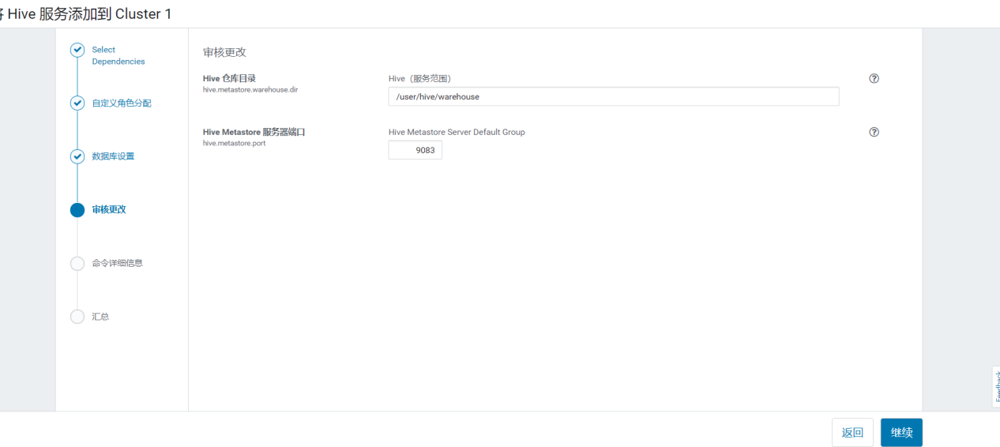 Hive 服务添加到 Cluster 1
Select
Dependencies
自定义角色分配
数据库设置
审核更改
命令详细信息
汇总
审核更改
Hive 仓库目录
hive.metastore.warehouse.dir
Hive（服务范围）
/user/hive/warehouse
Hive Metastore 服务器端口
hive.metastore.port
Hive Metastore Server Default Group
9083
Feedback
返回
继续